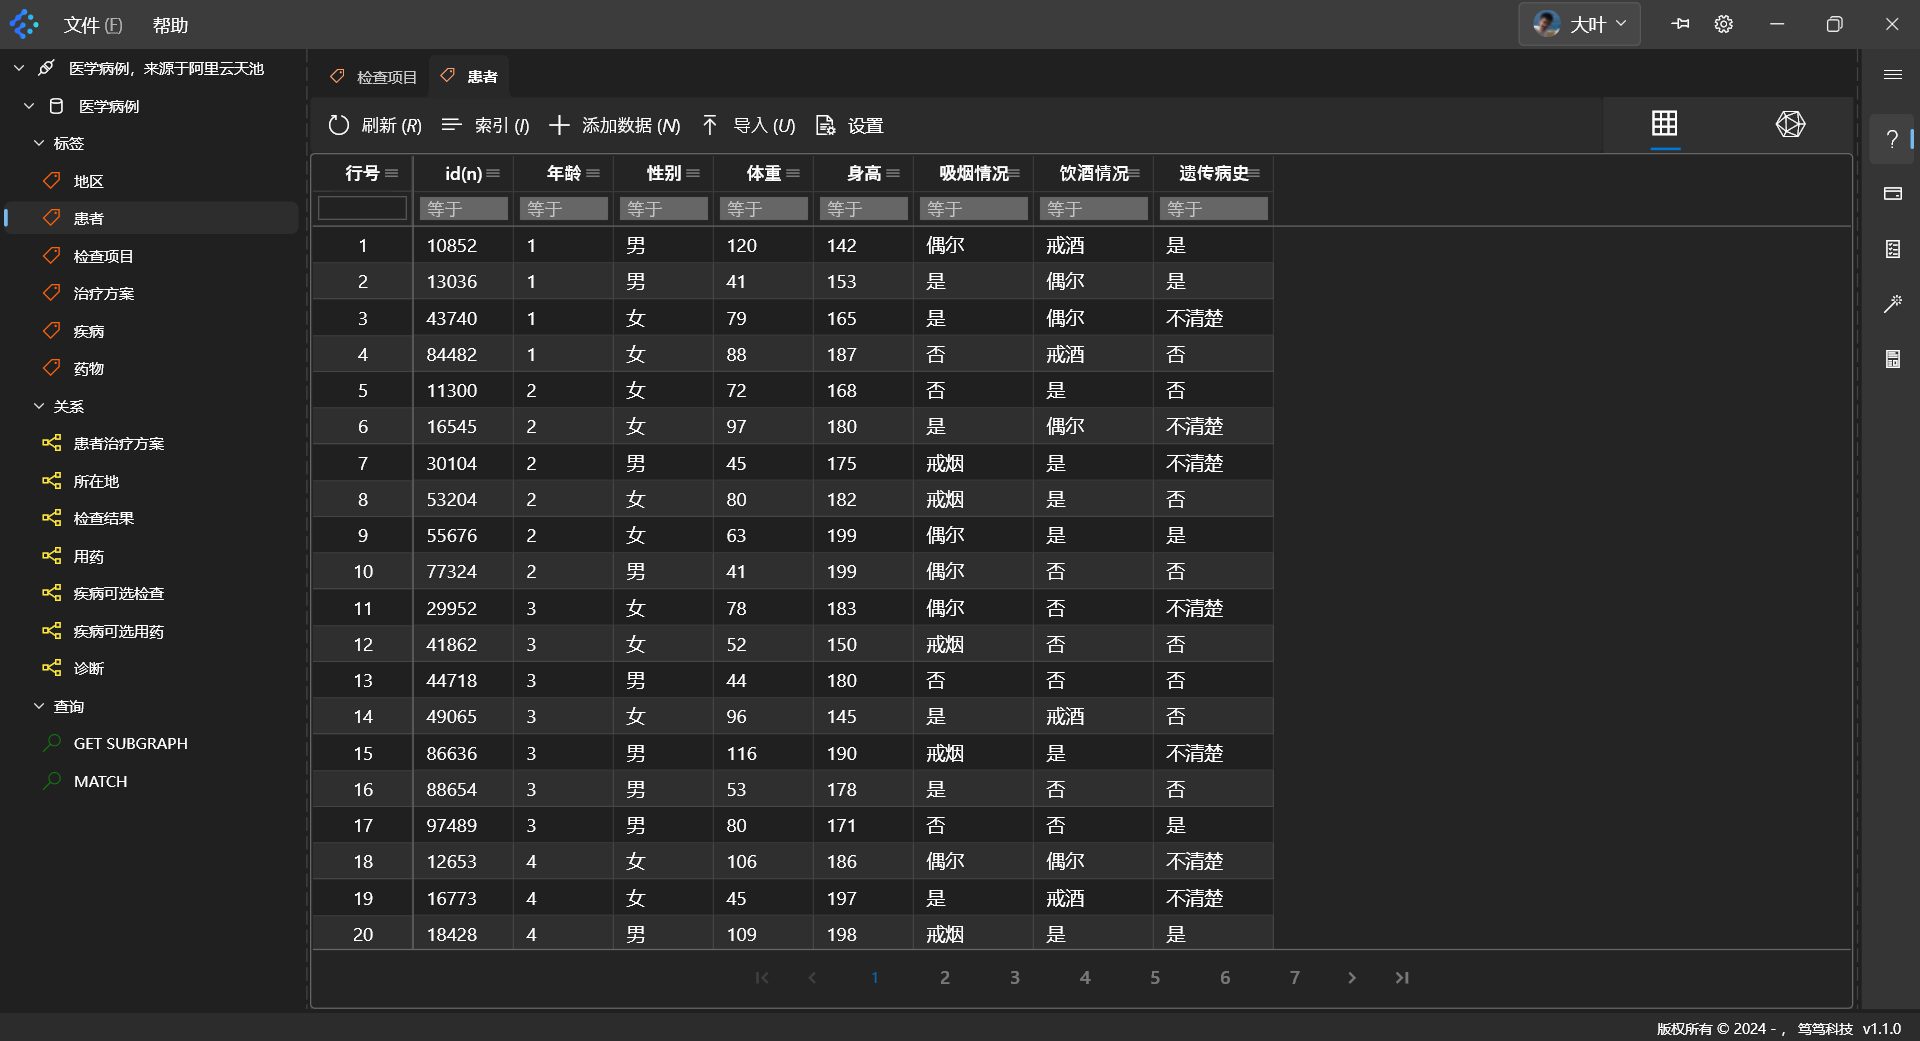 文件 (F) 帮助 大叶
医学病例，来源于阿里云天池
医学病例
标签
地区
患者
检查项目
治疗方案
疾病
药物
关系
患者治疗方案
所在地
检查结果
用药
疾病可选检查
疾病可选用药
诊断
查询
GET SUBGRAPH
MATCH
检查项目 患者
刷新 (R) 索引 (I) 添加数据 (N) 导入 (U) 设置
行号 id(n) 年龄 性别 体重 身高 吸烟情况 饮酒情况 遗传病史
等于 等于 等于 等于 等于 等于 等于 等于
1 10852 1 男 120 142 偶尔 戒酒 是
2 13036 1 男 41 153 是 偶尔 是
3 43740 1 女 79 165 是 偶尔 不清楚
4 84482 1 女 88 187 否 戒酒 否
5 11300 2 女 72 168 否 是 否
6 16545 2 女 97 180 是 偶尔 不清楚
7 30104 2 男 45 175 戒烟 是 不清楚
8 53204 2 女 80 182 戒烟 是 否
9 55676 2 女 63 199 偶尔 是 是
10 77324 2 男 41 199 偶尔 否 否
11 29952 3 女 78 183 偶尔 否 不清楚
12 41862 3 女 52 150 戒烟 否 否
13 44718 3 男 44 180 否 否 否
14 49065 3 女 96 145 是 戒酒 否
15 86636 3 男 116 190 戒烟 是 不清楚
16 88654 3 男 53 178 是 否 否
17 97489 3 男 80 171 否 否 是
18 12653 4 女 106 186 偶尔 偶尔 不清楚
19 16773 4 女 45 197 是 戒酒 不清楚
20 18428 4 男 109 198 戒烟 是 是
1 2 3 4 5 6 7
版权所有 © 2024 - ，笃笃科技 v1.1.0